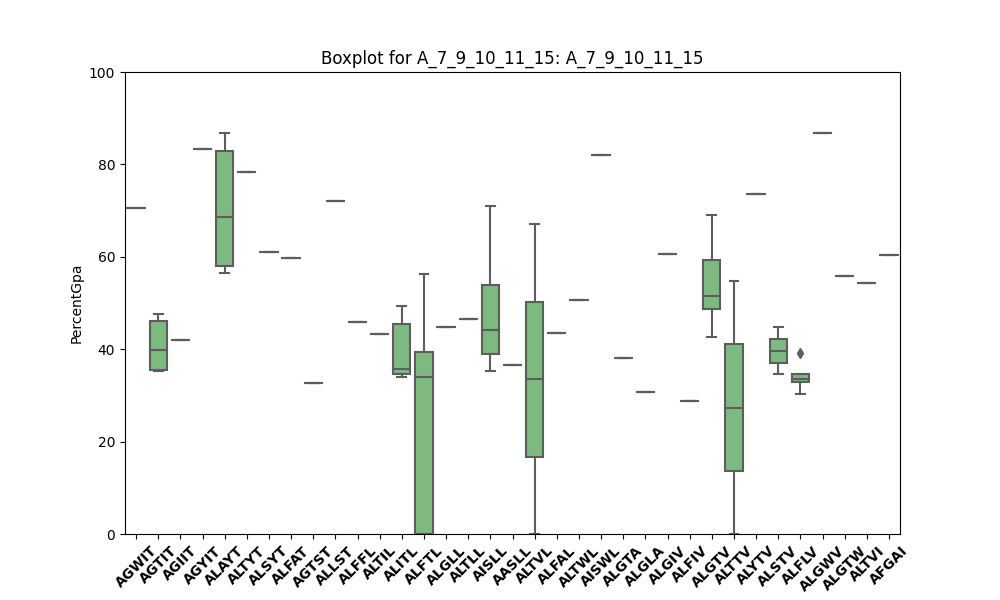 Boxplot for A_7_9_10_11_15: A_7_9_10_11_15
PercentGpa
100
80
60
40
20
0
AGWIT
AGTIT
AGIIT
AGYIT
ALAYT
ALTYT
ALSYT
ALFAT
AGTST
ALLST
ALFFL
ALTIL
ALITL
ALFTL
ALGLL
ALTLL
AISLL
AASLL
ALTVL
ALFAL
ALTWL
AISWL
ALGTA
ALGLA
ALGIV
ALFIV
ALGTV
ALTTV
ALYTV
ALSTV
ALFLV
ALGWV
ALGTW
ALTVI
AFGAI